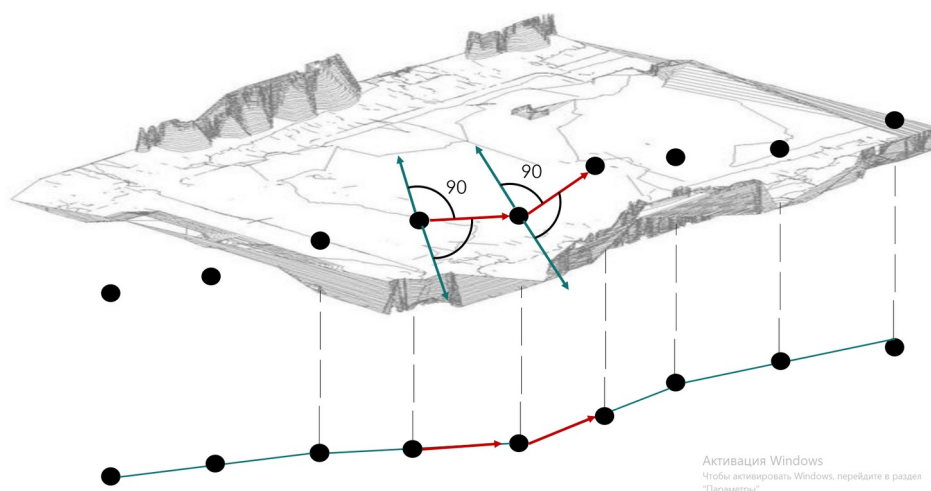 90
90
Активация Windows
Чтобы активировать Windows, перейдите в раздел
"Параметры".